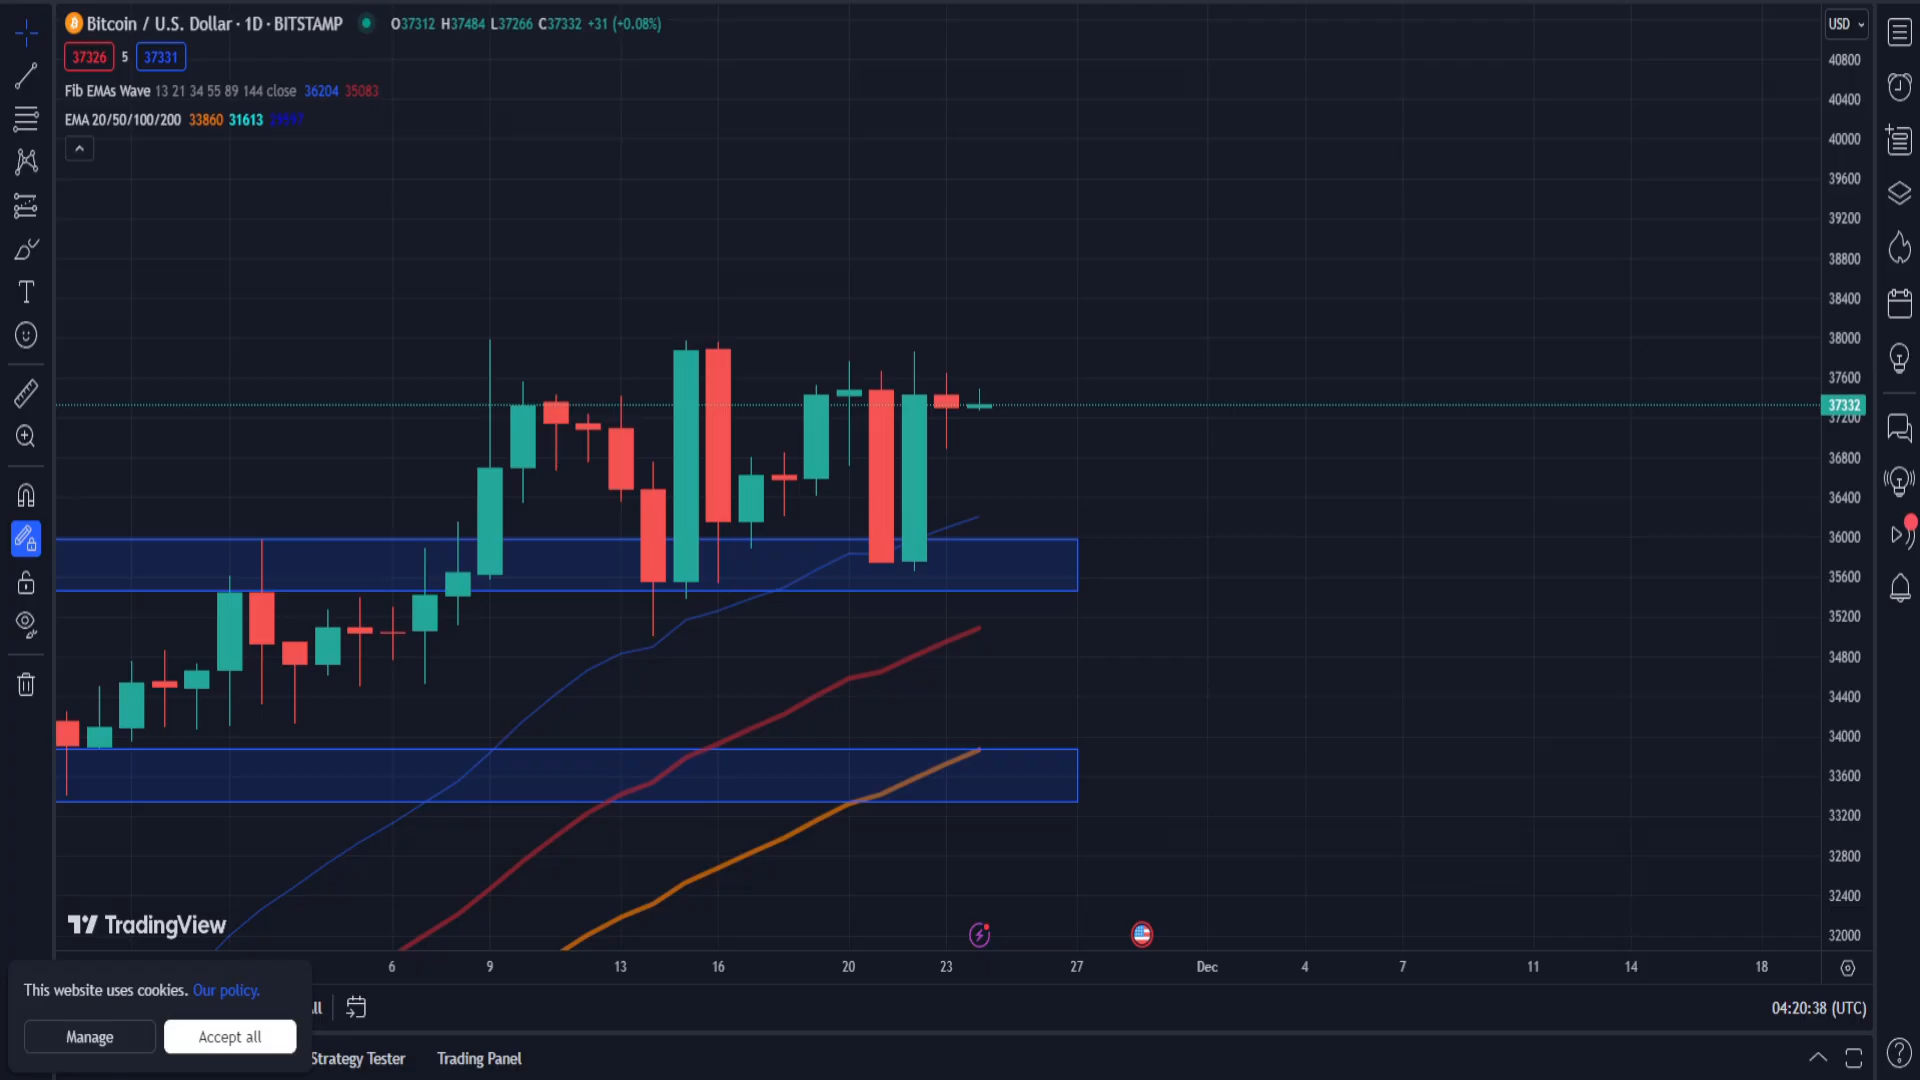 Bitcoin / U.S. Dollar · 1D · BITSTAMP O37312 H37484 L37266 C37332 +31 (+0.08%)
USD
37326 5 37331
Fib EMAs Wave 13 21 34 55 89 144 close 36204 35083
EMA 20/50/100/200 33860 31613
40800
40400
40000
39600
39200
38800
38400
38000
37600
37332
37200
36800
36400
36000
35600
35200
34800
34400
34000
33600
33200
32800
32400
32000
TradingView
6 9 13 16 20 23 27 Dec 4 7 11 14 18
This website uses cookies. Our policy.
04:20:38 (UTC)
Manage Accept all
Strategy Tester Trading Panel